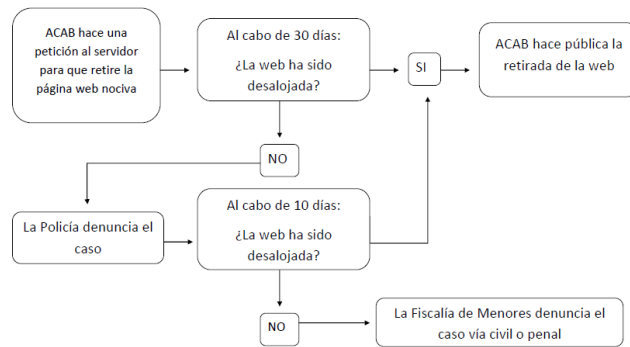 ACAB hace una
petición al servidor
para que retire la
página web nociva
Al cabo de 30 días:
¿La web ha sido
desalojada?
SI
ACAB hace pública la
retirada de la web
NO
La Policía denuncia el
caso
Al cabo de 10 días:
¿La web ha sido
desalojada?
NO
La Fiscalía de Menores denuncia el
caso vía civil o penal